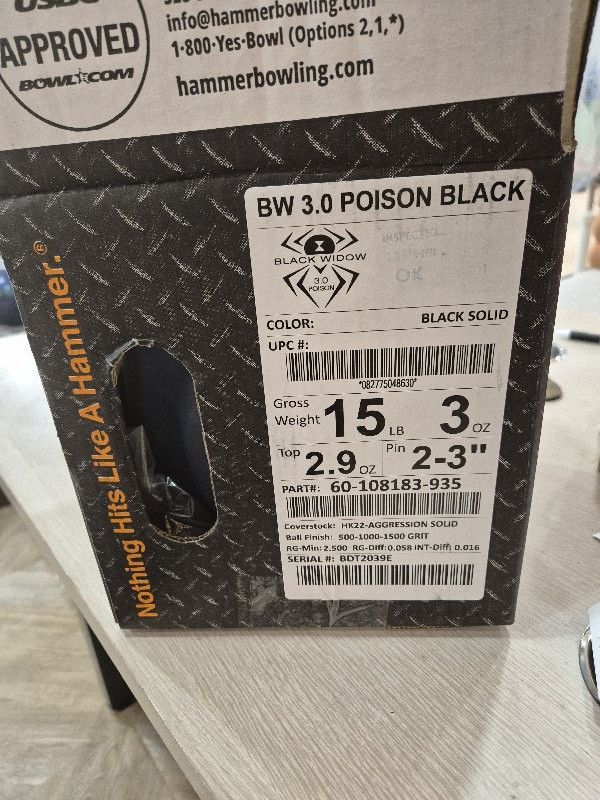 APPROVED
BOWL.COM
info@hammerbowling.com
1·800·Yes·Bowl (Options 2,1,*)
hammerbowling.com
Nothing Hits Like A Hammer.®
BW 3.0 POISON BLACK
BLACK WIDOW
3.0
POISON
INSPECTED
OK
COLOR: BLACK SOLID
UPC #:
*082775048630*
Gross Weight 15 LB 3 OZ
Top 2.9 OZ Pin 2-3"
PART#: 60-108183-935
Coverstock: HK22-AGGRESSION SOLID
Ball Finish: 500-1000-1500 GRIT
RG-Min: 2.500 RG-Diff: 0.058 INT-Diff: 0.016
SERIAL #: BDT2039E